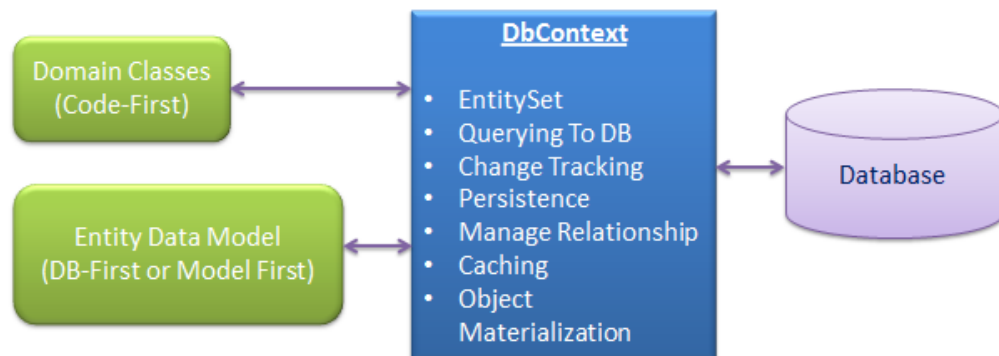 Domain Classes
(Code-First)
Entity Data Model
(DB-First or Model First)
DbContext
• EntitySet
• Querying To DB
• Change Tracking
• Persistence
• Manage Relationship
• Caching
• Object
Materialization
Database